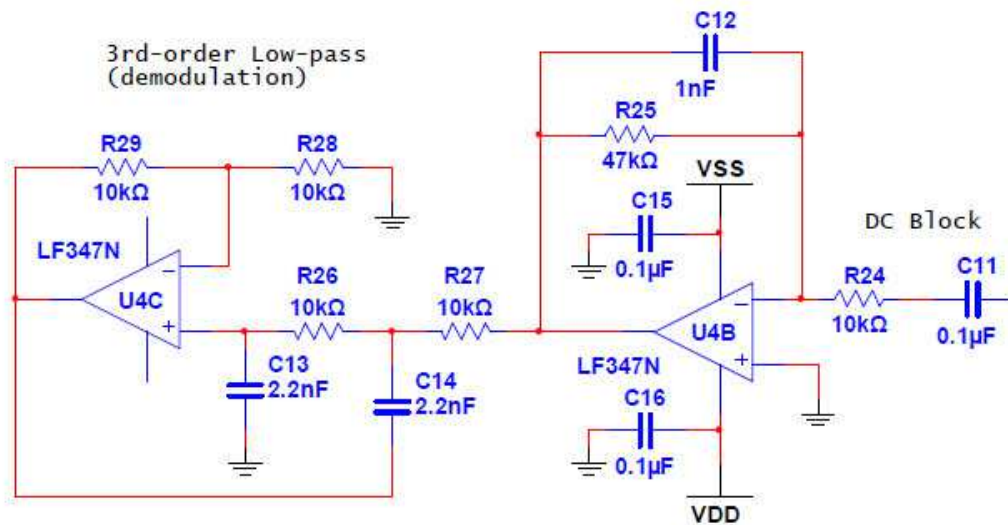 3rd-order Low-pass
(demodulation)
C12
1nF
R25
47kΩ
R29
10kΩ
R28
10kΩ
VSS
C15
0.1µF
DC Block
LF347N
U4C
R26
10kΩ
R27
10kΩ
R24
10kΩ
C11
0.1µF
U4B
LF347N
C13
2.2nF
C14
2.2nF
C16
0.1µF
VDD